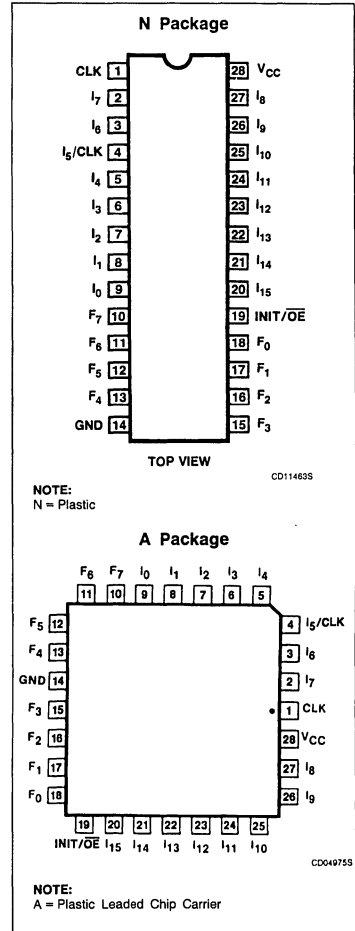 N Package
CLK 1 28 VCC
I7 2 27 I8
I6 3 26 I9
I5/CLK 4 25 I10
I4 5 24 I11
I3 6 23 I12
I2 7 22 I13
I1 8 21 I14
I0 9 20 I15
F7 10 19 INIT/O̅E̅
F6 11 18 F0
F5 12 17 F1
F4 13 16 F2
GND 14 15 F3
TOP VIEW
CD11463S
NOTE:
N = Plastic
A Package
F6 F7 I0 I1 I2 I3 I4
11 10 9 8 7 6 5
F5 12 4 I5/CLK
F4 13 3 I6
GND 14 2 I7
F3 15 1 CLK
F2 16 28 VCC
F1 17 27 I8
F0 18 26 I9
19 20 21 22 23 24 25
INIT/O̅E̅ I15 I14 I13 I12 I11 I10
CD04975S
NOTE:
A = Plastic Leaded Chip Carrier